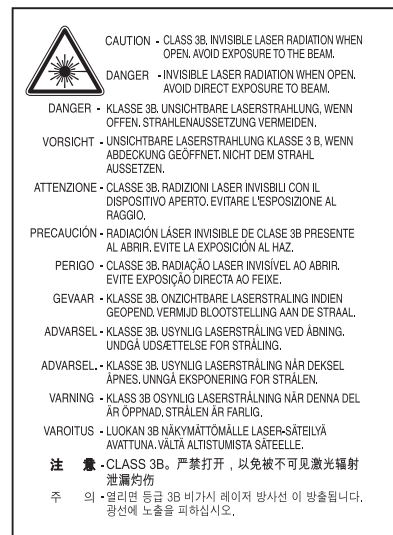 CAUTION - CLASS 3B. INVISIBLE LASER RADIATION WHEN
OPEN. AVOID EXPOSURE TO THE BEAM.
DANGER - INVISIBLE LASER RADIATION WHEN OPEN.
AVOID DIRECT EXPOSURE TO BEAM.
DANGER - KLASSE 3B. UNSICHTBARE LASERSTRAHLUNG, WENN
OFFEN. STRAHLENAUSSETZUNG VERMEIDEN.
VORSICHT - UNSICHTBARE LASERSTRAHLUNG KLASSE 3 B, WENN
ABDECKUNG GEÖFFNET. NICHT DEM STRAHL
AUSSETZEN.
ATTENZIONE - CLASSE 3B. RADIZIONI LASER INVISBILI CON IL
DISPOSITIVO APERTO. EVITARE L'ESPOSIZIONE AL
RAGGIO.
PRECAUCIÓN - RADIACIÓN LÁSER INVISIBLE DE CLASE 3B PRESENTE
AL ABRIR. EVITE LA EXPOSICIÓN AL HAZ.
PERIGO - CLASSE 3B. RADIAÇÃO LASER INVISÍVEL AO ABRIR.
EVITE EXPOSIÇÃO DIRECTA AO FEIXE.
GEVAAR - KLASSE 3B. ONZICHTBARE LASERSTRALING INDIEN
GEOPEND. VERMIJD BLOOTSTELLING AAN DE STRAAL.
ADVARSEL - KLASSE 3B. USYNLIG LASERSTRÅLING VED ÅBNING.
UNDGÅ UDSÆTTELSE FOR STRÅLING.
ADVARSEL. - KLASSE 3B. USYNLIG LASERSTRÅLING NÅR DEKSEL
ÅPNES. UNNGÅ EKSPONERING FOR STRÅLEN.
VARNING - KLASS 3B OSYNLIG LASERSTRÅLNING NÄR DENNA DEL
ÄR ÖPPNAD. STRÅLEN ÄR FARLIG.
VAROITUS - LUOKAN 3B NÄKYMÄTTÖMÄLLE LASER-SÄTEILYÄ
AVATTUNA. VÄLTÄ ALTISTUMISTA SÄTEELLE.
注 意 - CLASS 3B。严禁打开，以免被不可见激光辐射
泄漏灼伤
주 의 - 열리면 등급 3B 비가시 레이저 방사선 이 방출됩니다.
광선에 노출을 피하십시오.